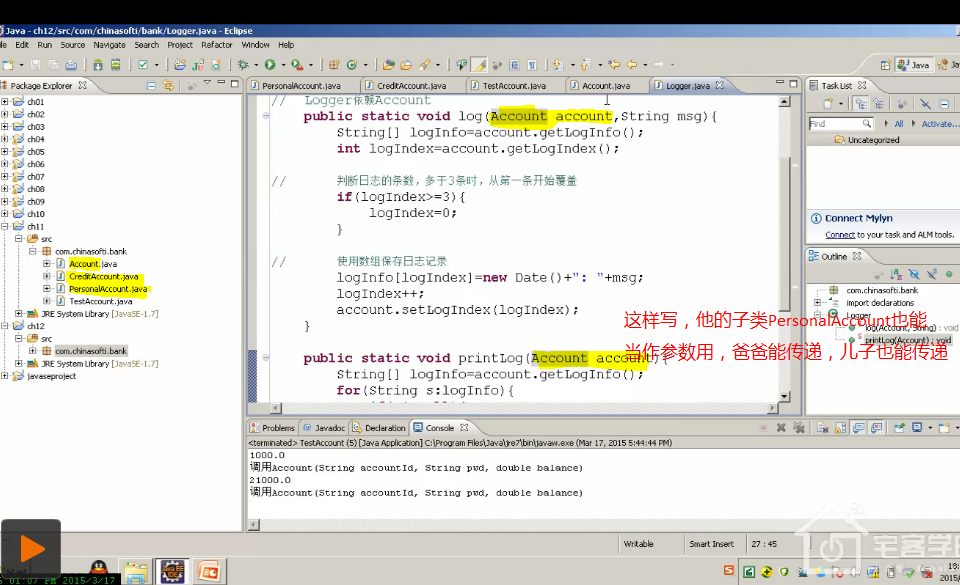 Java - ch12/src/com/chinasofti/bank/Logger.java - Eclipse
Edit Run Source Navigate Search Project Refactor Window Help
Java
Package Explorer
PersonalAccount.java CreditAccount.java TestAccount.java Account.java Logger.java
Task List
ch01
ch02
ch03
ch04
ch05
ch06
ch07
ch08
ch09
ch10
ch11
src
com.chinasofti.bank
Account.java
CreditAccount.java
PersonalAccount.java
TestAccount.java
JRE System Library [JavaSE-1.7]
ch12
src
com.chinasofti.bank
JRE System Library [JavaSE-1.7]
javaseproject
// Logger依赖Account
public static void log(Account account,String msg){
String[] logInfo=account.getLogInfo();
int logIndex=account.getLogIndex();
// 判断日志的条数，多于3条时，从第一条开始覆盖
if(logIndex>=3){
logIndex=0;
}
// 使用数组保存日志记录
logInfo[logIndex]=new Date()+": "+msg;
logIndex++;
account.setLogIndex(logIndex);
}
public static void printLog(Account account){
String[] logInfo=account.getLogInfo();
for(String s:logInfo){
这样写，他的子类PersonalAccount也能
当作参数用，爸爸能传递，儿子也能传递
Find All Activate...
Uncategorized
Connect Mylyn
Connect to your task and ALM tools.
Outline
com.chinasofti.bank
import declarations
Logger
log(Account, String) : void
printLog(Account) : void
Problems Javadoc Declaration Console
<terminated> TestAccount (5) [Java Application] C:\Program Files\Java\jre7\bin\javaw.exe (Mar 17, 2015 5:44:44 PM)
1000.0
调用Account(String accountId, String pwd, double balance)
21000.0
调用Account(String accountId, String pwd, double balance)
Writable Smart Insert 27 : 45
宅客学院
PM 2015/3/17